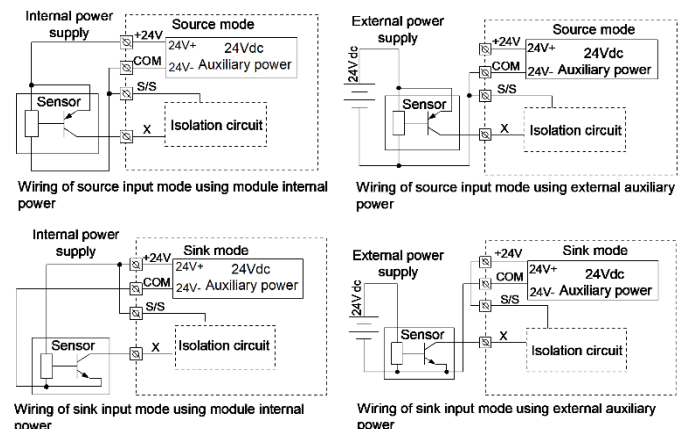 Internal power
supply
Source mode
+24V
24V+
24Vdc
COM
24V-
Auxiliary power
S/S
Sensor
X
Isolation circuit
Wiring of source input mode using module internal
power
External power
supply
Source mode
24V dc
+24V
24V+
24Vdc
COM
24V-
Auxiliary power
S/S
Sensor
X
Isolation circuit
Wiring of source input mode using external auxiliary
power
Internal power
supply
Sink mode
+24V
24V+
24Vdc
COM
24V-
Auxiliary power
S/S
Sensor
X
Isolation circuit
Wiring of sink input mode using module internal
power
External power
supply
Sink mode
24V dc
+24V
24V+
24Vdc
COM
24V-
Auxiliary power
S/S
Sensor
X
Isolation circuit
Wiring of sink input mode using external auxiliary
power